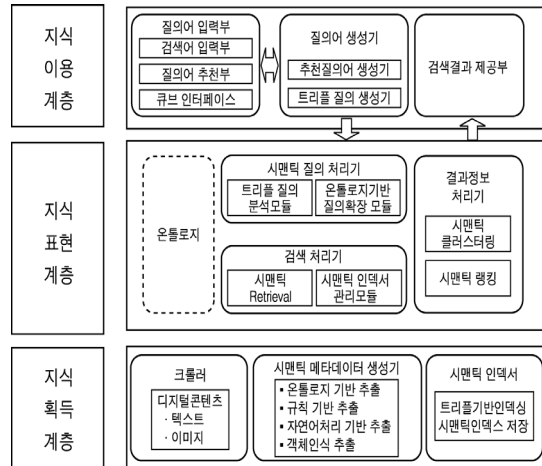 지식
이용
계층
질의어 입력부
검색어 입력부
질의어 추천부
큐브 인터페이스
질의어 생성기
추천질의어 생성기
트리플 질의 생성기
검색결과 제공부
지식
표현
계층
온톨로지
시맨틱 질의 처리기
트리플 질의
분석모듈
온톨로지기반
질의확장 모듈
검색 처리기
시맨틱
Retrieval
시맨틱 인덱서
관리모듈
결과정보
처리기
시맨틱
클러스터링
시맨틱 랭킹
지식
획득
계층
크롤러
디지털콘텐츠
· 텍스트
· 이미지
시맨틱 메타데이터 생성기
▪ 온톨로지 기반 추출
▪ 규칙 기반 추출
▪ 자연어처리 기반 추출
▪ 객체인식 추출
시맨틱 인덱서
트리플기반인덱싱
시맨틱인덱스 저장